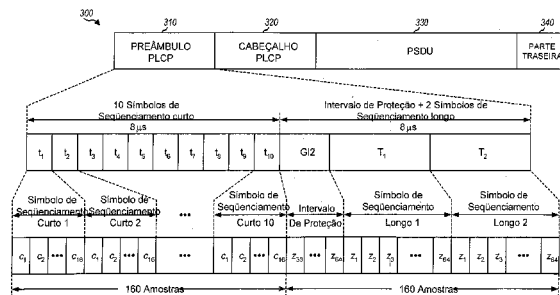 300
310
320
330
340
PREÂMBULO PLCP
CABEÇALHO PLCP
PSDU
PARTE TRASEIRA
10 Símbolos de Seqüenciamento curto
8µs
Intervalo de Proteção + 2 Símbolos de Seqüenciamento longo
8µs
t1 t2 t3 t4 t5 t6 t7 t8 t9 t10 GI2 T1 T2
Símbolo de Seqüenciamento Curto 1
Símbolo de Seqüenciamento Curto 2
•••
Símbolo de Seqüenciamento Curto 10
Intervalo De Proteção
Símbolo de Seqüenciamento Longo 1
Símbolo de Seqüenciamento Longo 2
c1 c2 ••• c16 c1 c2 ••• c16 ••• c1 c2 ••• c16 z33 ••• z64 z1 z2 z3 ••• z64 z1 z2 z3 ••• z64
160 Amostras
160 Amostras